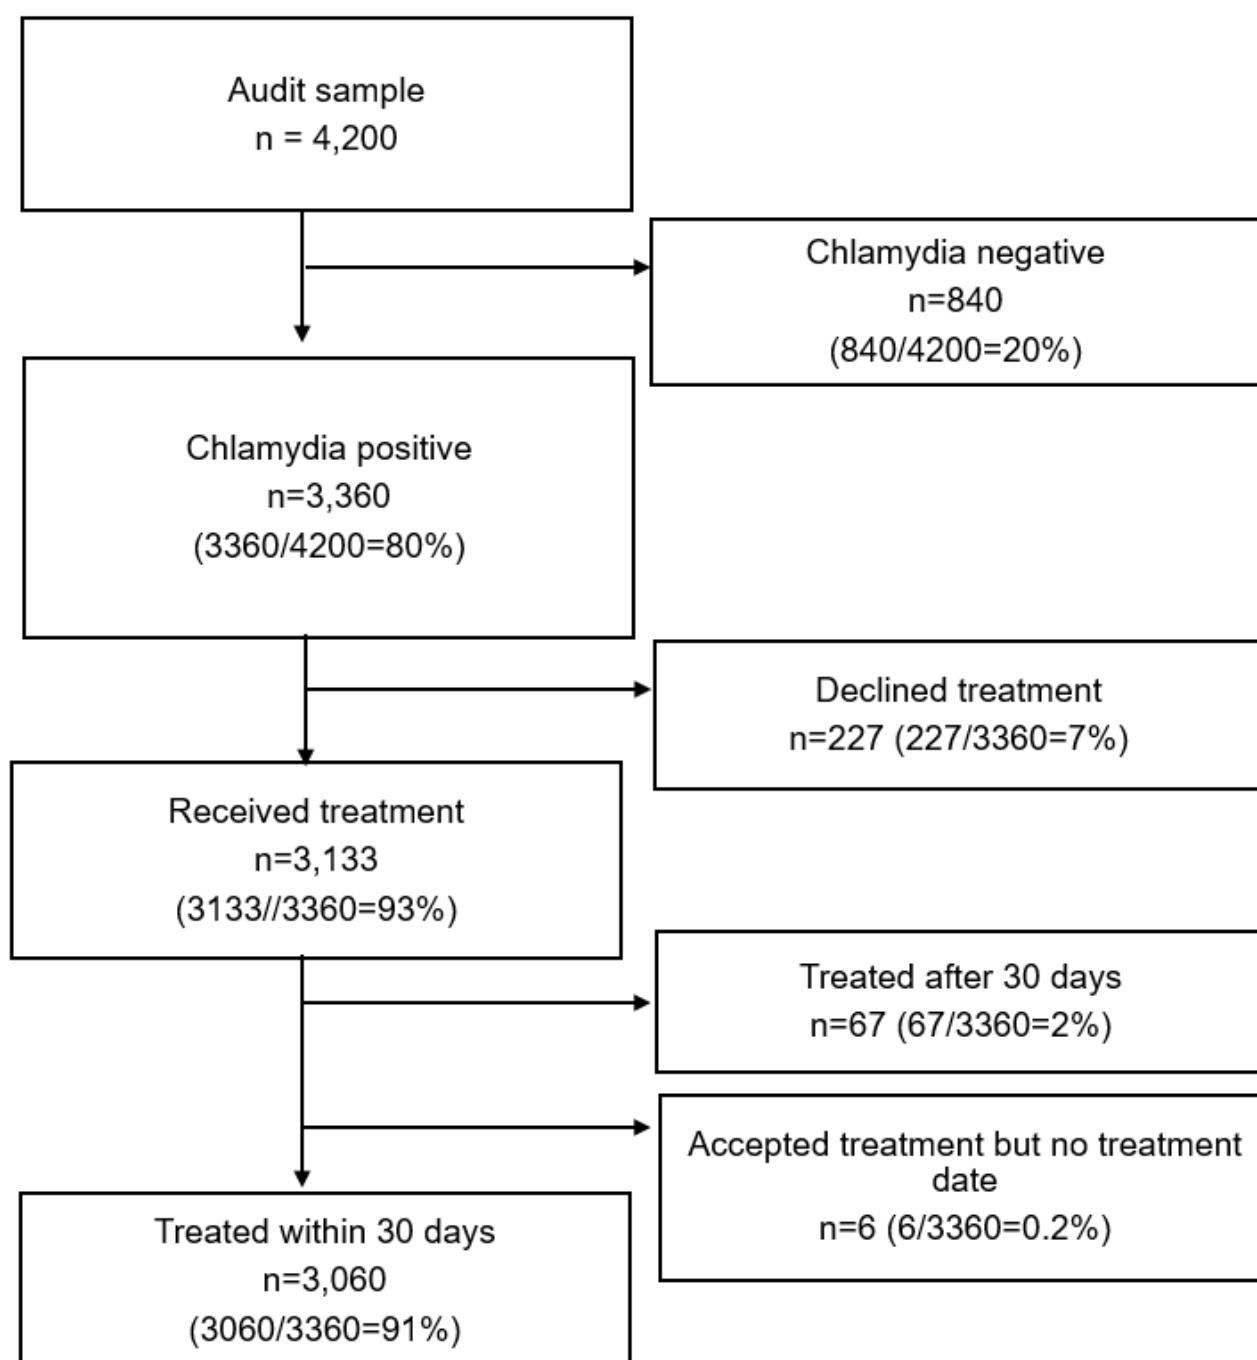 Audit sample
n = 4,200
Chlamydia negative
n=840
(840/4200=20%)
Chlamydia positive
n=3,360
(3360/4200=80%)
Declined treatment
n=227 (227/3360=7%)
Received treatment
n=3,133
(3133//3360=93%)
Treated after 30 days
n=67 (67/3360=2%)
Accepted treatment but no treatment
date
n=6 (6/3360=0.2%)
Treated within 30 days
n=3,060
(3060/3360=91%)